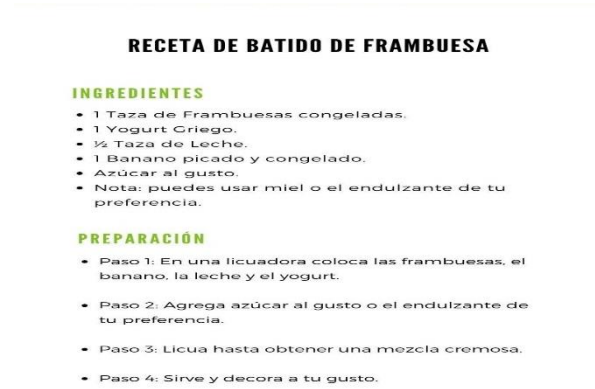 RECETA DE BATIDO DE FRAMBUESA
INGREDIENTES
• 1 Taza de Frambuesas congeladas.
• 1 Yogurt Griego.
• ½ Taza de Leche.
• 1 Banano picado y congelado.
• Azúcar al gusto.
• Nota: puedes usar miel o el endulzante de tu
preferencia.
PREPARACIÓN
• Paso 1: En una licuadora coloca las frambuesas, el
banano, la leche y el yogurt.
• Paso 2: Agrega azúcar al gusto o el endulzante de
tu preferencia.
• Paso 3: Licua hasta obtener una mezcla cremosa.
• Paso 4: Sirve y decora a tu gusto.